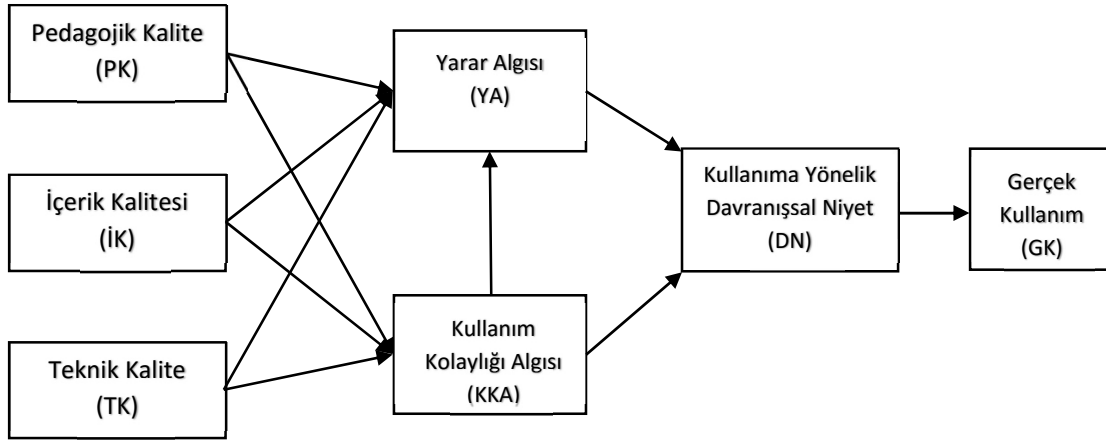 Pedagojik Kalite
(PK)
Yarar Algısı
(YA)
İçerik Kalitesi
(İK)
Kullanıma Yönelik
Davranışsal Niyet
(DN)
Gerçek
Kullanım
(GK)
Teknik Kalite
(TK)
Kullanım
Kolaylığı Algısı
(KKA)